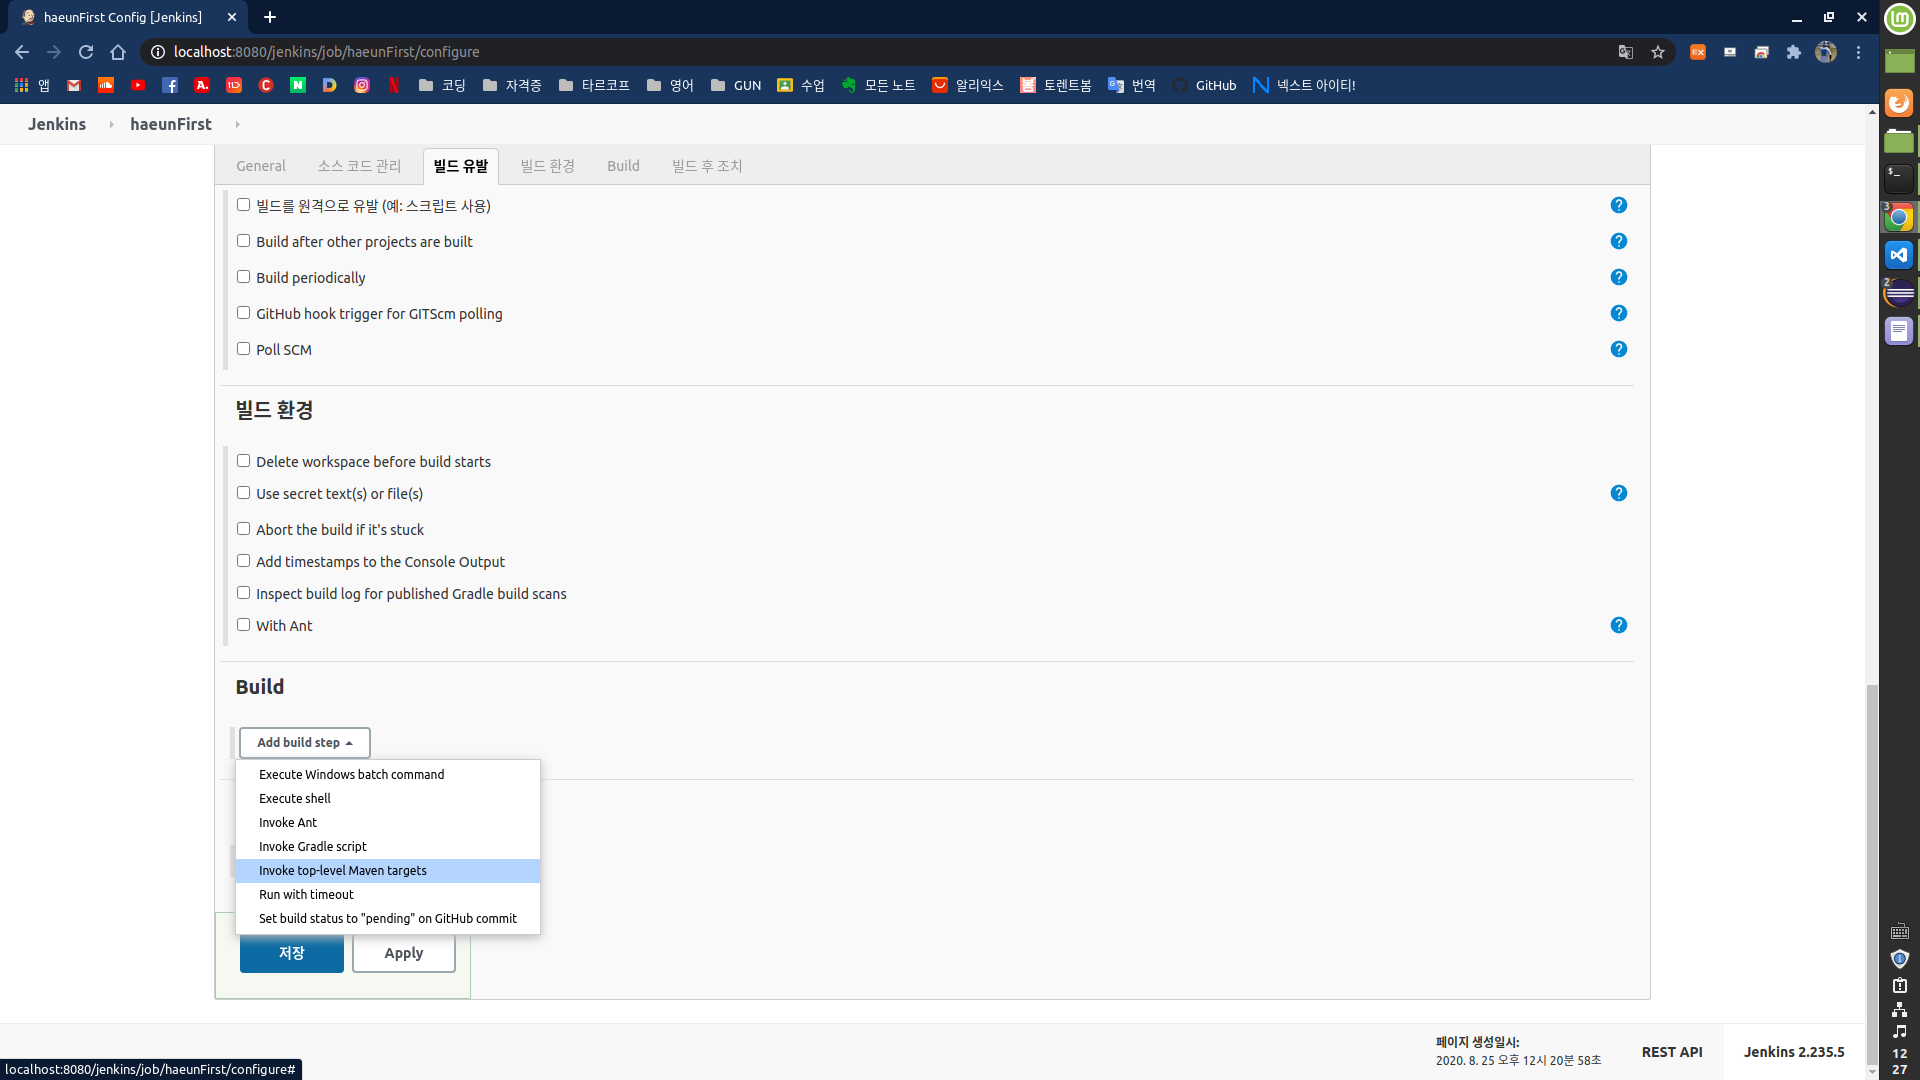 haeunFirst Config [Jenkins]
localhost:8080/jenkins/job/haeunFirst/configure
앱
코딩
자격증
타르코프
영어
GUN
수업
모든 노트
알리익스
토렌트봄
번역
GitHub
넥스트 아이티!
Jenkins
haeunFirst
General
소스 코드 관리
빌드 유발
빌드 환경
Build
빌드 후 조치
빌드를 원격으로 유발 (예: 스크립트 사용)
Build after other projects are built
Build periodically
GitHub hook trigger for GITScm polling
Poll SCM
빌드 환경
Delete workspace before build starts
Use secret text(s) or file(s)
Abort the build if it's stuck
Add timestamps to the Console Output
Inspect build log for published Gradle build scans
With Ant
Build
Add build step
Execute Windows batch command
Execute shell
Invoke Ant
Invoke Gradle script
Invoke top-level Maven targets
Run with timeout
Set build status to "pending" on GitHub commit
저장
Apply
페이지 생성일시:
2020. 8. 25 오후 12시 20분 58초
REST API
Jenkins 2.235.5
localhost:8080/jenkins/job/haeunFirst/configure#
3
2
12
27